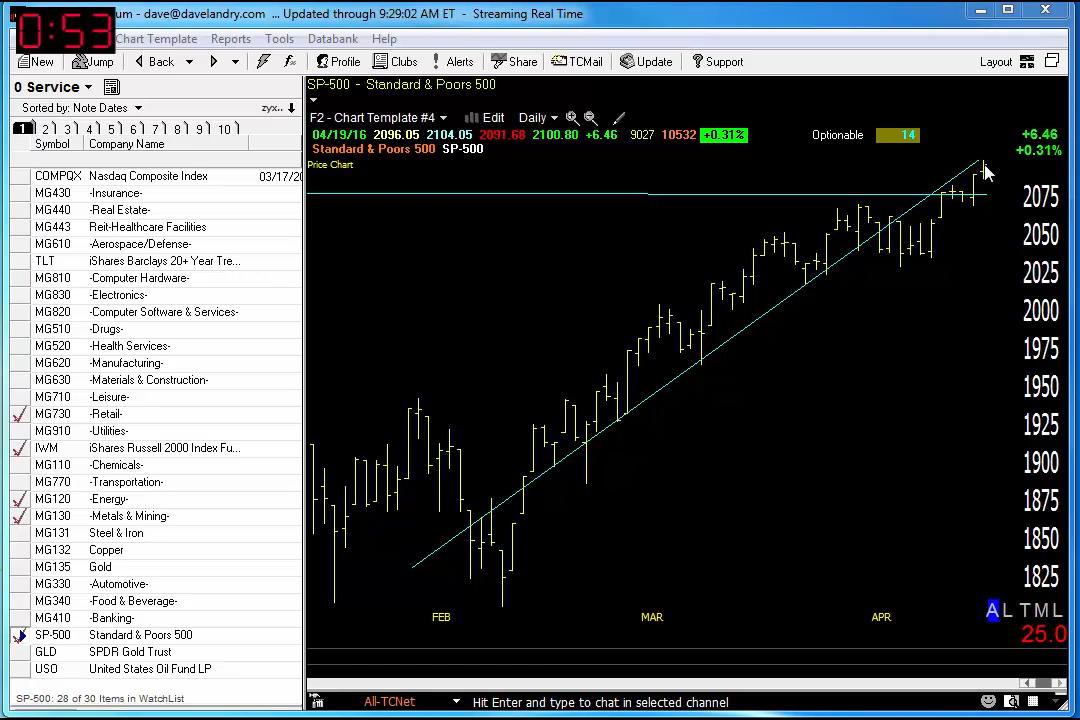 um - dave@davelandry.com ... Updated through 9:29:02 AM ET - Streaming Real Time
0:53
Chart Template Reports Tools Databank Help
New Jump Back Profile Clubs Alerts Share TCMail Update Support Layout
0 Service
SP-500 - Standard & Poors 500
Sorted by: Note Dates zyx..
F2 - Chart Template #4 Edit Daily
1 2 3 4 5 6 7 8 9 10
04/19/16 2096.05 2104.05 2091.68 2100.80 +6.46 9027 10532 +0.31% Optionable 14 +6.46
Symbol Company Name
Standard & Poors 500 SP-500 +0.31%
Price Chart
COMPQX Nasdaq Composite Index 03/17/20
MG430 -Insurance-
MG440 -Real Estate-
MG443 Reit-Healthcare Facilities
MG610 -Aerospace/Defense-
TLT iShares Barclays 20+ Year Tre...
MG810 -Computer Hardware-
MG830 -Electronics-
MG820 -Computer Software & Services-
MG510 -Drugs-
MG520 -Health Services-
MG620 -Manufacturing-
MG630 -Materials & Construction-
MG710 -Leisure-
MG730 -Retail-
MG910 -Utilities-
IWM iShares Russell 2000 Index Fu...
MG110 -Chemicals-
MG770 -Transportation-
MG120 -Energy-
MG130 -Metals & Mining-
MG131 Steel & Iron
MG132 Copper
MG135 Gold
MG330 -Automotive-
MG340 -Food & Beverage-
MG410 -Banking-
SP-500 Standard & Poors 500
GLD SPDR Gold Trust
USO United States Oil Fund LP
2075
2050
2025
2000
1975
1950
1925
1900
1875
1850
1825
FEB MAR APR
A L T M L
25.0
SP-500: 28 of 30 Items in WatchList
All-TCNet Hit Enter and type to chat in selected channel